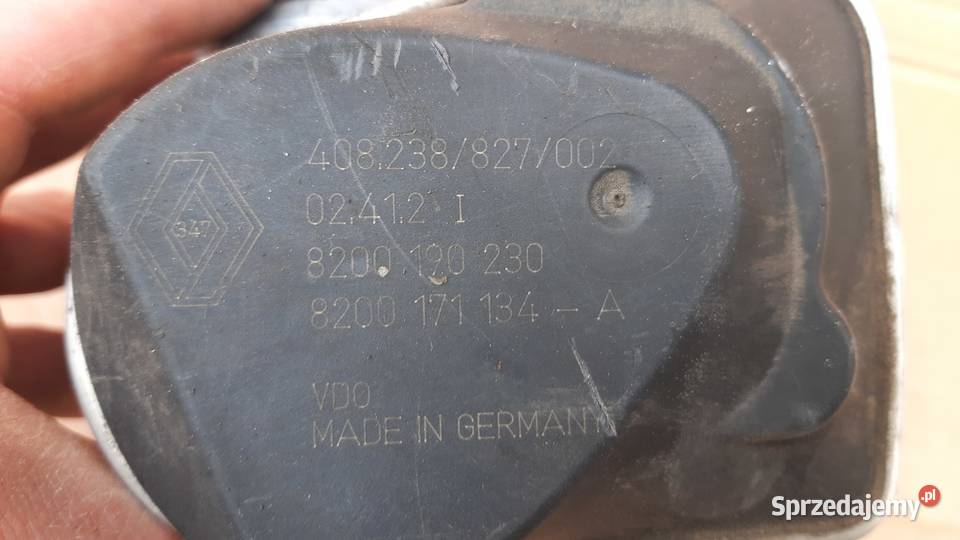 408.238/827/002
02.41.2 I
347
8200 190 230
8200 171 134 - A
VDO
MADE IN GERMANY
Sprzedajemy.pl